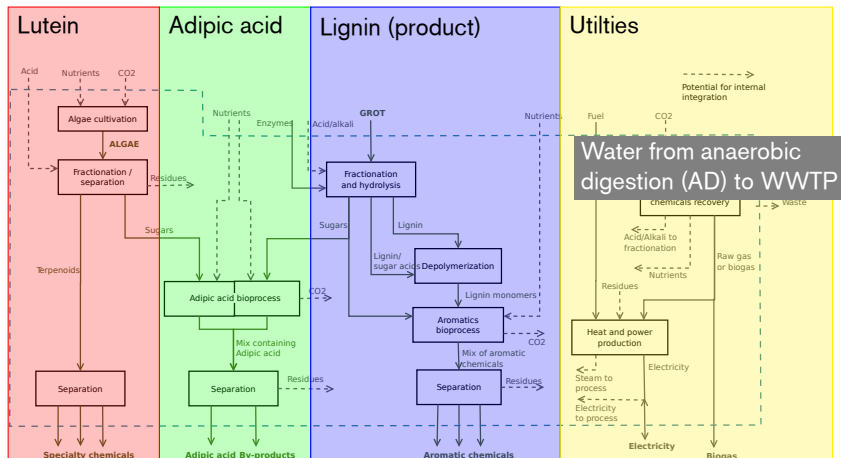 Lutein
Adipic acid
Lignin (product)
Utilties
Acid
Nutrients
CO2
Algae cultivation
ALGAE
Fractionation /
separation
Residues
Sugars
Terpenoids
Separation
Specialty chemicals
Nutrients
Adipic acid bioprocess
CO2
Mix containing
Adipic acid
Separation
Residues
Adipic acid By-products
Enzymes
Acid/alkali
GROT
Nutrients
Fractionation
and hydrolysis
Sugars
Lignin
Lignin/
sugar acids
Depolymerization
Lignin monomers
Aromatics
bioprocess
CO2
Mix of aromatic
chemicals
Separation
Residues
Aromatic chemicals
Potential for internal
integration
Fuel
CO2
Water from anaerobic
digestion (AD) to WWTP
chemicals recovery
Waste
Acid/Alkali to
fractionation
Nutrients
Raw gas
or biogas
Residues
Heat and power
production
Steam to
process
Electricity
Electricity
to process
Electricity
Biogas